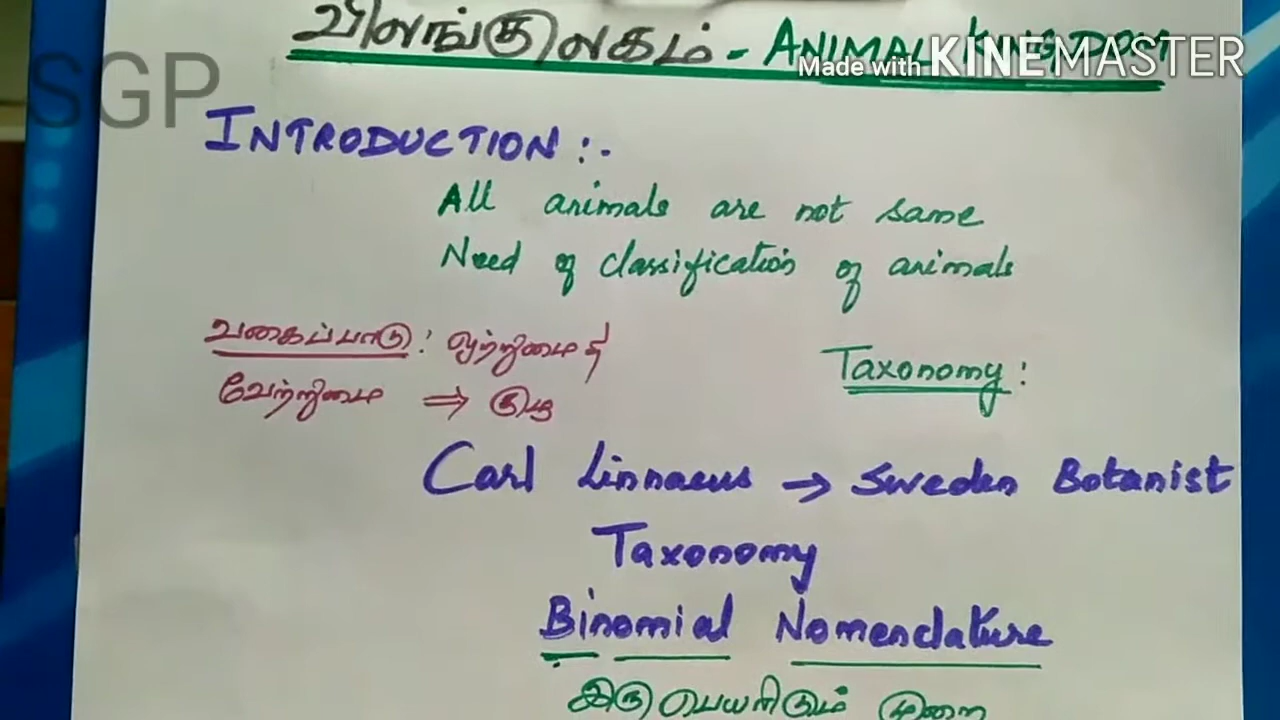 விலங்குலகம் - ANIMAL KINGDOM
Made with KINEMASTER
SGP
INTRODUCTION :-
All animals are not same
Need of classification of animals
வகைப்பாடு : ஒற்றுமை
வேற்றுமை ⇒ குழு
Taxonomy :
Carl Linnaeus → Sweden Botanist
Taxonomy
Binomial Nomenclature
இரு பெயரிடும் முறை